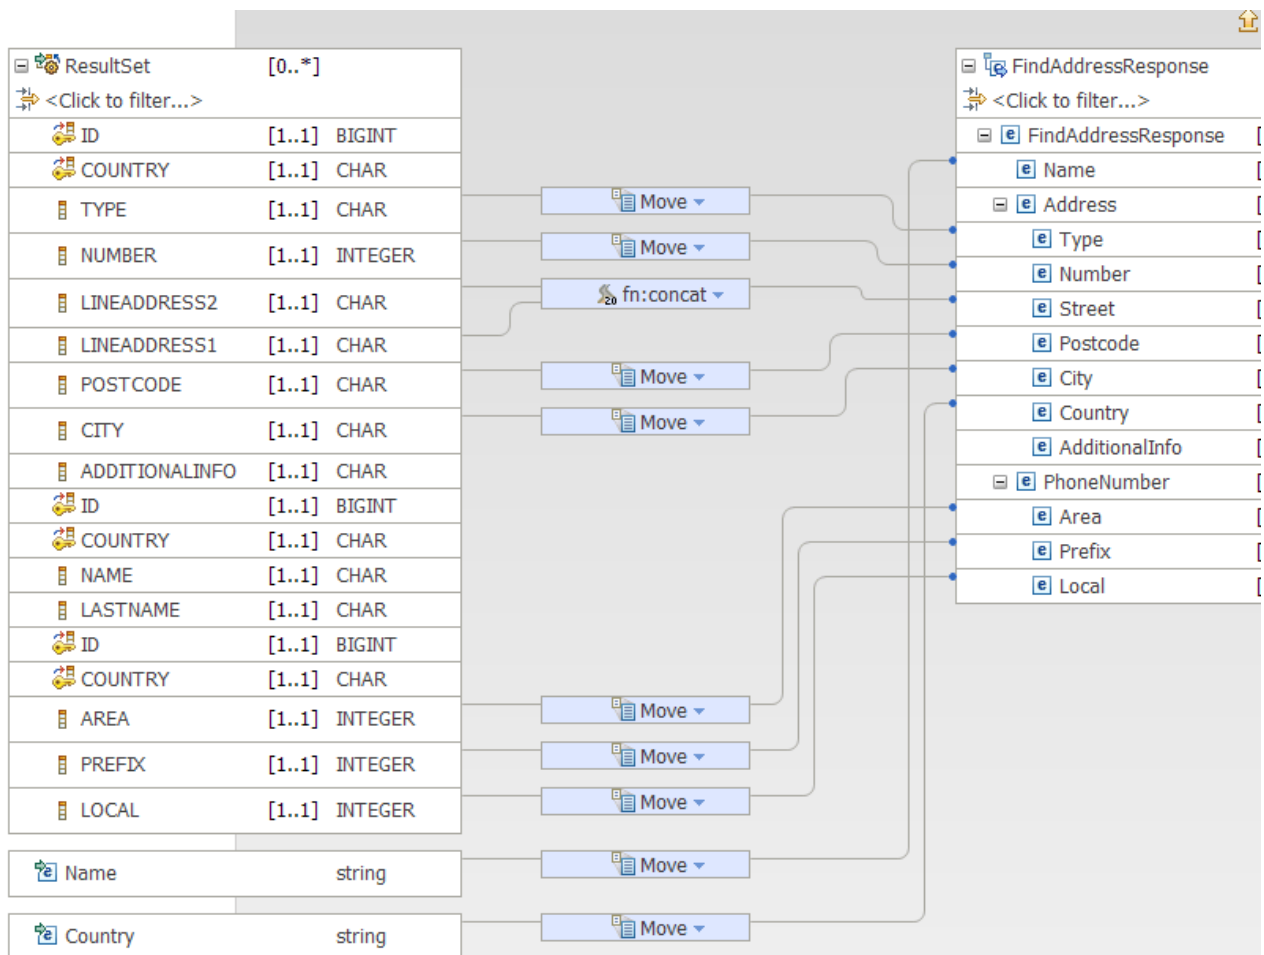 ResultSet [0..*]
<Click to filter...>
ID [1..1] BIGINT
COUNTRY [1..1] CHAR
TYPE [1..1] CHAR
NUMBER [1..1] INTEGER
LINEADDRESS2 [1..1] CHAR
LINEADDRESS1 [1..1] CHAR
POSTCODE [1..1] CHAR
CITY [1..1] CHAR
ADDITIONALINFO [1..1] CHAR
ID [1..1] BIGINT
COUNTRY [1..1] CHAR
NAME [1..1] CHAR
LASTNAME [1..1] CHAR
ID [1..1] BIGINT
COUNTRY [1..1] CHAR
AREA [1..1] INTEGER
PREFIX [1..1] INTEGER
LOCAL [1..1] INTEGER
Name string
Country string
Move
Move
fn:concat
Move
Move
Move
Move
Move
Move
Move
FindAddressResponse
<Click to filter...>
FindAddressResponse [
Name [
Address [
Type [
Number [
Street [
Postcode [
City [
Country [
AdditionalInfo [
PhoneNumber [
Area [
Prefix [
Local [